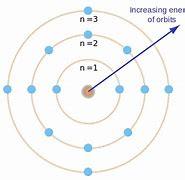 n = 3
Increasing ener
of orbits
n = 2
n = 1